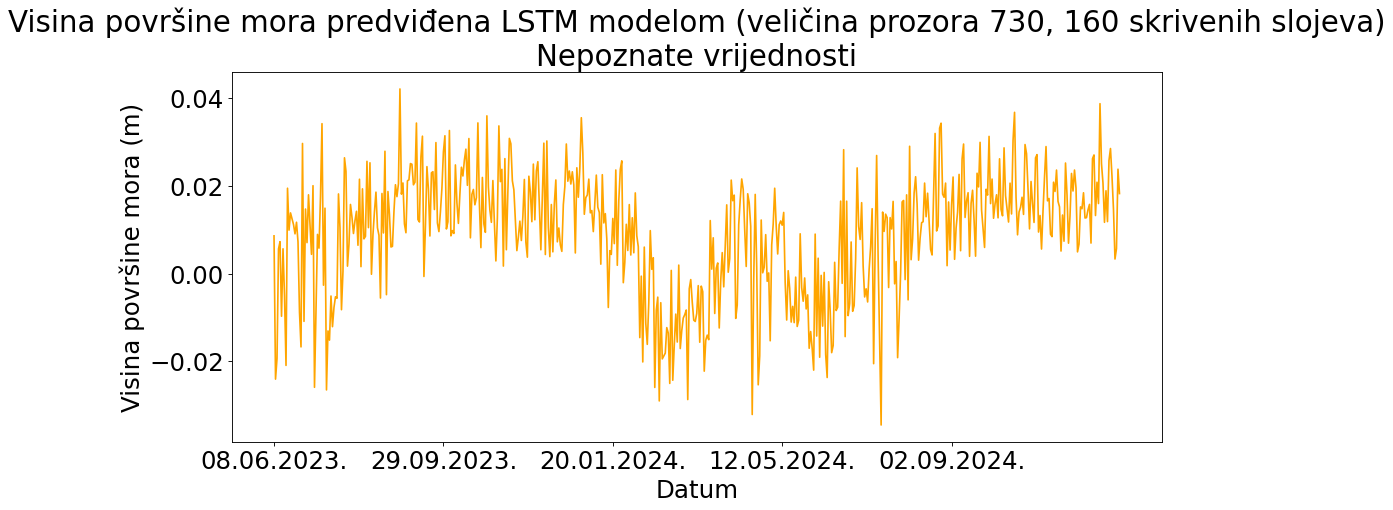 Visina površine mora predviđena LSTM modelom (veličina prozora 730, 160 skrivenih slojeva)
Nepoznate vrijednosti
Visina površine mora (m)
0.04
0.02
0.00
−0.02
08.06.2023. 29.09.2023. 20.01.2024. 12.05.2024. 02.09.2024.
Datum